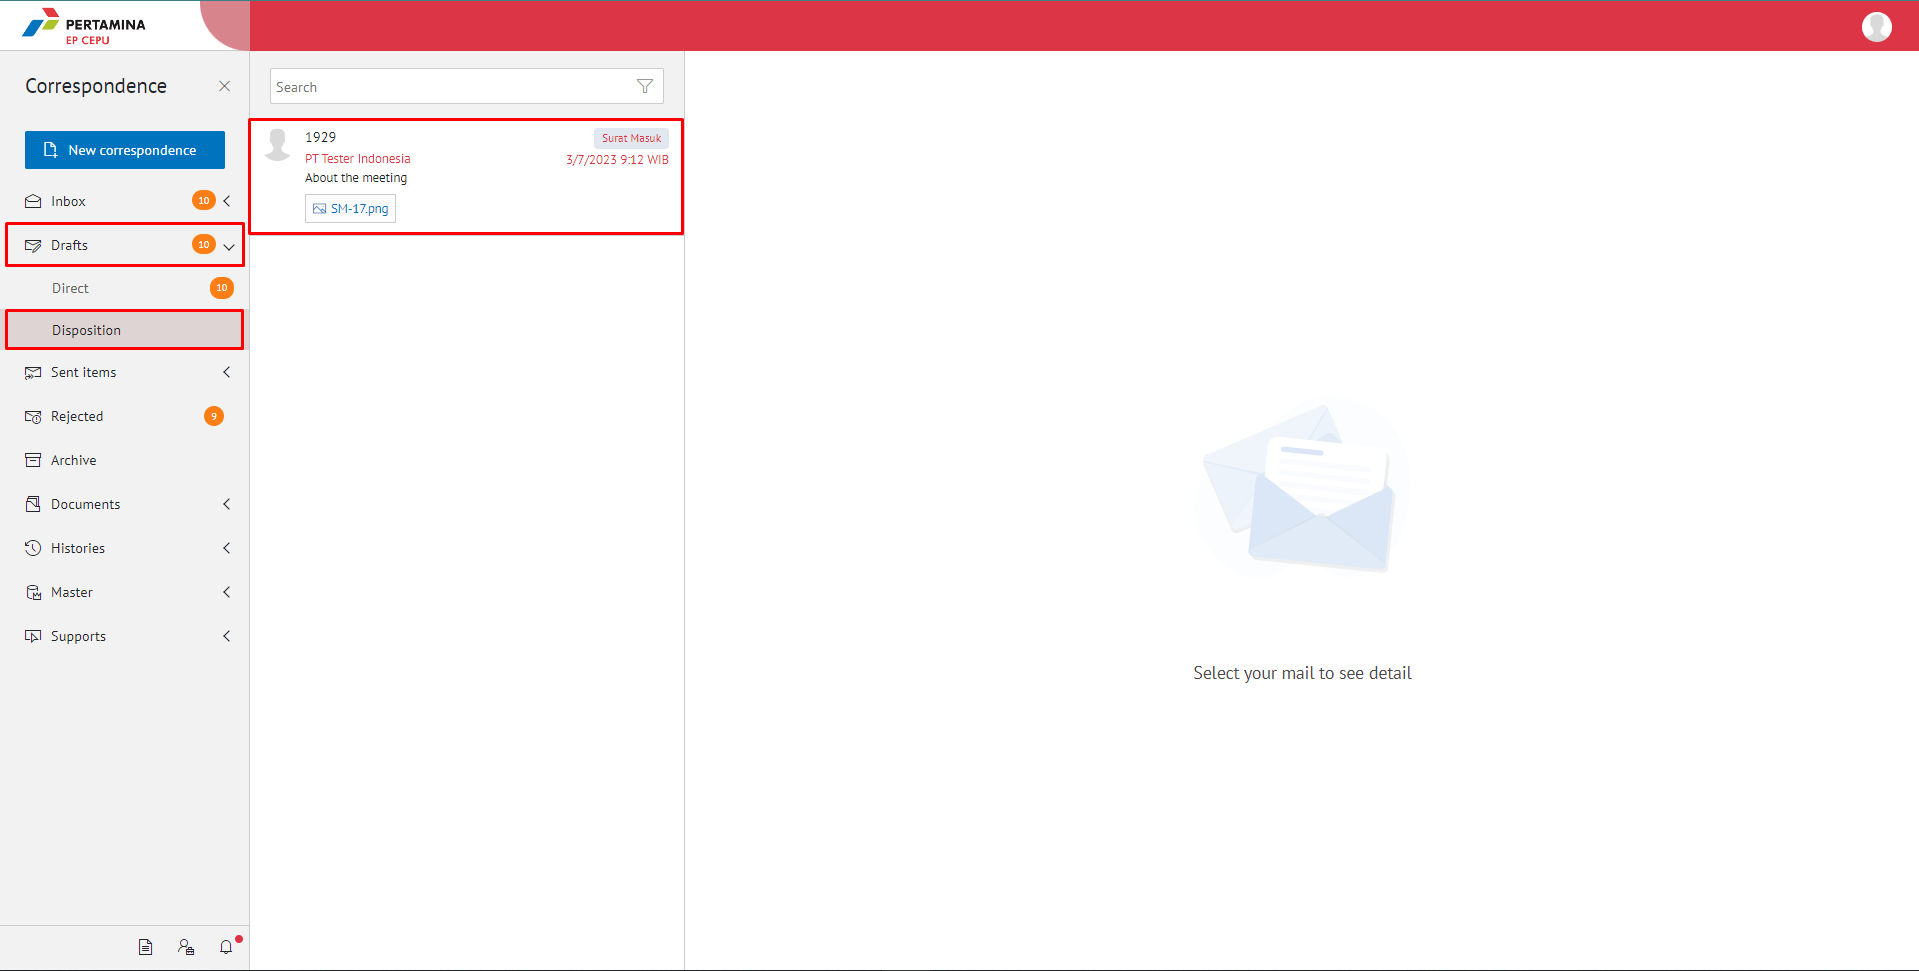 PERTAMINA
EP CEPU
Correspondence
New correspondence
Inbox 10
Drafts 10
Direct 10
Disposition
Sent items
Rejected 9
Archive
Documents
Histories
Master
Supports
Search
1929 Surat Masuk
PT Tester Indonesia 3/7/2023 9:12 WIB
About the meeting
SM-17.png
Select your mail to see detail